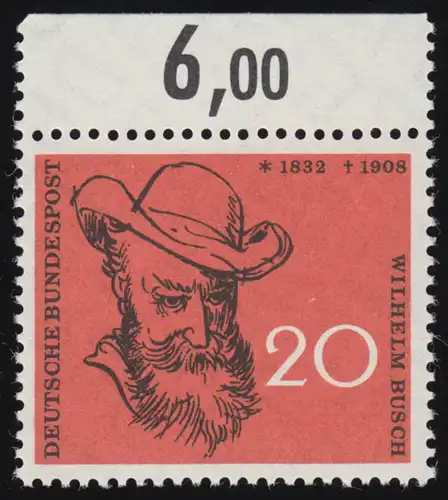 6,00
* 1832 † 1908
DEUTSCHE BUNDESPOST
WILHELM BUSCH
20